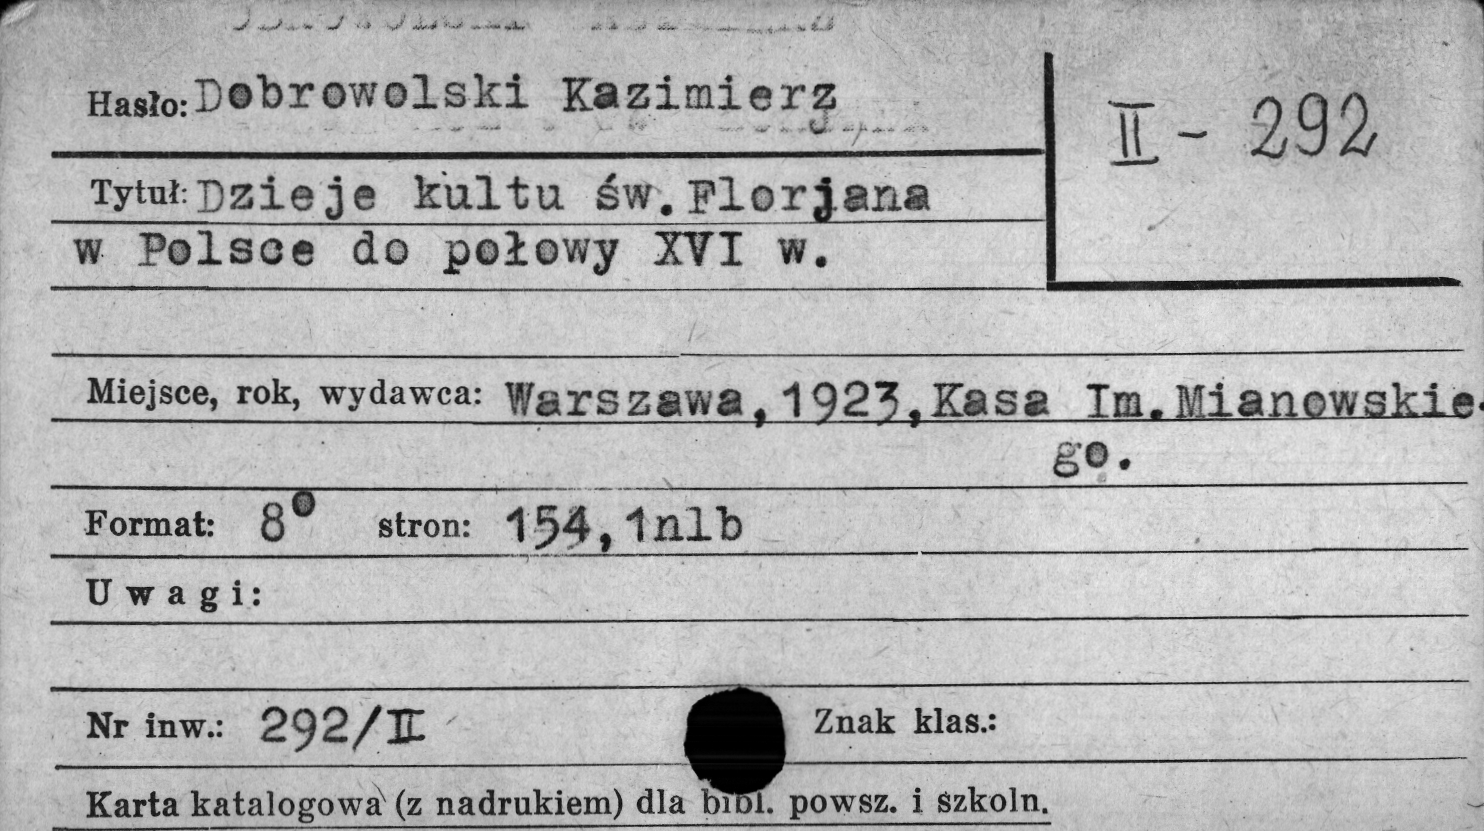 Hasło: Dobrowolski Kazimierz
II - 292
Tytuł: Dzieje kultu św. Florjana
w Polsce do połowy XVI w.
Miejsce, rok, wydawca: Warszawa, 1923, Kasa Im. Mianowskie-
go.
Format: 8° stron: 154, 1nlb
Uwagi:
Nr inw.: 292/II Znak klas.:
Karta katalogowa (z nadrukiem) dla bibl. powsz. i szkoln.